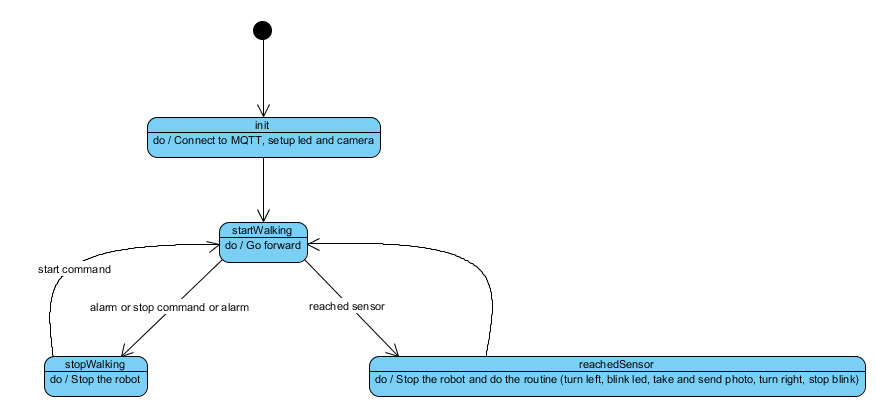 init
do / Connect to MQTT, setup led and camera
startWalking
do / Go forward
start command
alarm or stop command or alarm
reached sensor
stopWalking
do / Stop the robot
reachedSensor
do / Stop the robot and do the routine (turn left, blink led, take and send photo, turn right, stop blink)